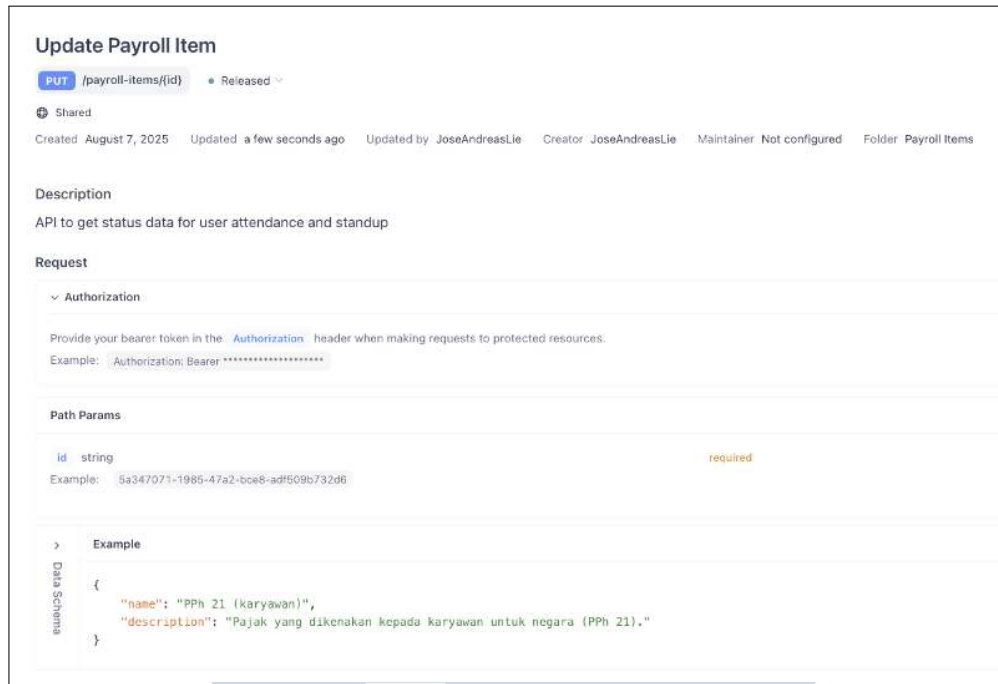 Update Payroll Item
PUT /payroll-items/{id} Released
Shared
Created August 7, 2025 Updated a few seconds ago Updated by JoseAndreasLie Creator JoseAndreasLie Maintainer Not configured Folder Payroll Items
Description
API to get status data for user attendance and standup
Request
Authorization
Provide your bearer token in the Authorization header when making requests to protected resources.
Example: Authorization: Bearer ********************
Path Params
id string required
Example: 5a347071-1985-47a2-bce8-adf509b732d6
Data Schema
Example
{
"name": "PPh 21 (karyawan)",
"description": "Pajak yang dikenakan kepada karyawan untuk negara (PPh 21)."
}